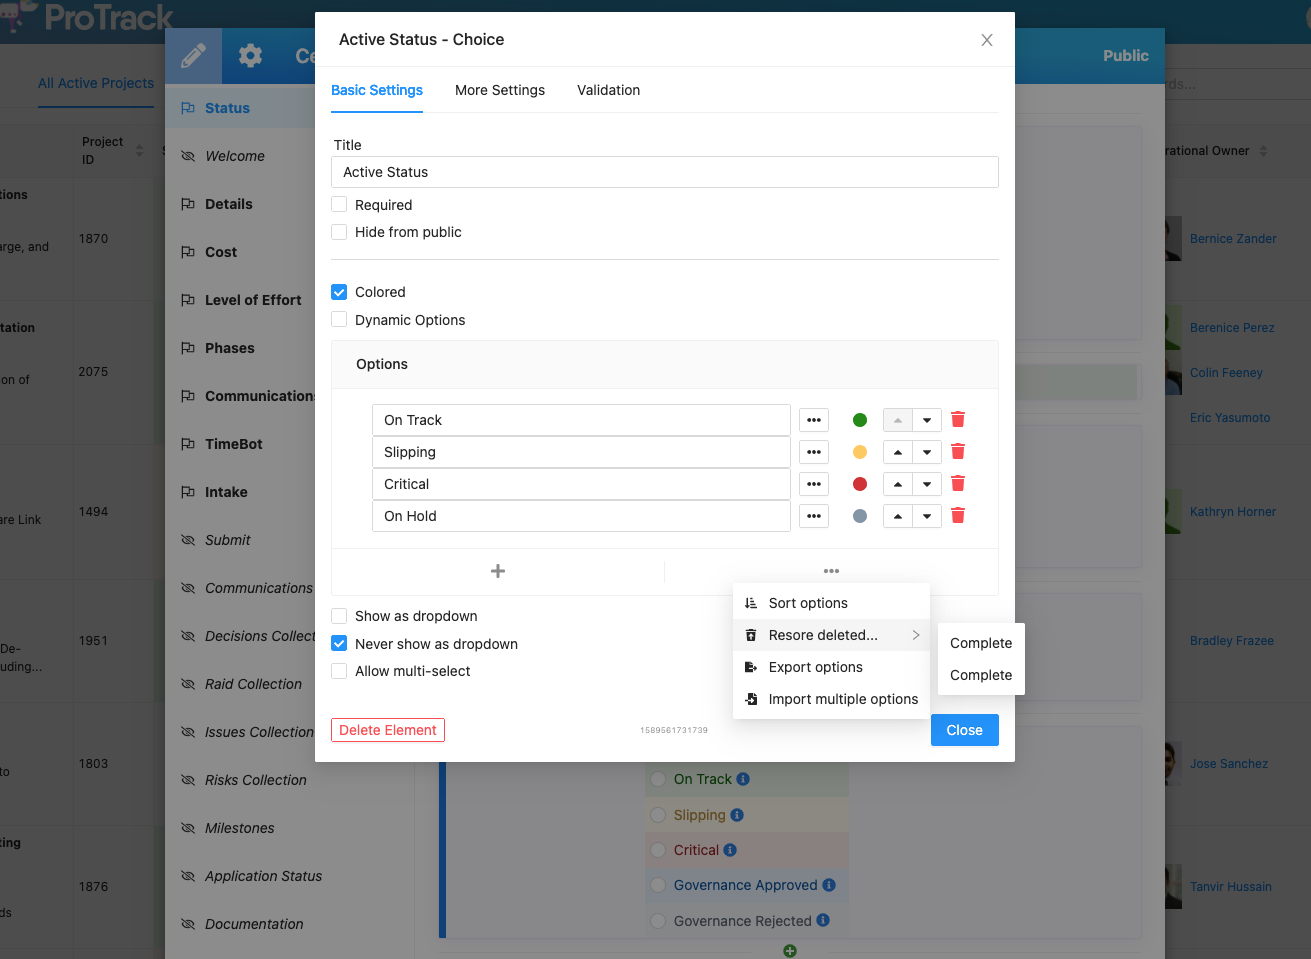 ProTrack
All Active Projects
Project
ID
tions
arge, and
1870
tation
on of
2075
are Link
1494
De-
uding...
1951
to
1803
ting
ds
1876
Ce
Public
Status
Welcome
Details
Cost
Level of Effort
Phases
Communications
TimeBot
Intake
Submit
Communications
Decisions Collect
Raid Collection
Issues Collection
Risks Collection
Milestones
Application Status
Documentation
Active Status - Choice
Basic Settings
More Settings
Validation
Title
Active Status
Required
Hide from public
Colored
Dynamic Options
Options
On Track
Slipping
Critical
On Hold
Show as dropdown
Never show as dropdown
Allow multi-select
Sort options
Resore deleted...
Export options
Import multiple options
Complete
Complete
Delete Element
1589561731739
Close
On Track
Slipping
Critical
Governance Approved
Governance Rejected
rds...
rational Owner
Bernice Zander
Berenice Perez
Colin Feeney
Eric Yasumoto
Kathryn Horner
Bradley Frazee
Jose Sanchez
Tanvir Hussain